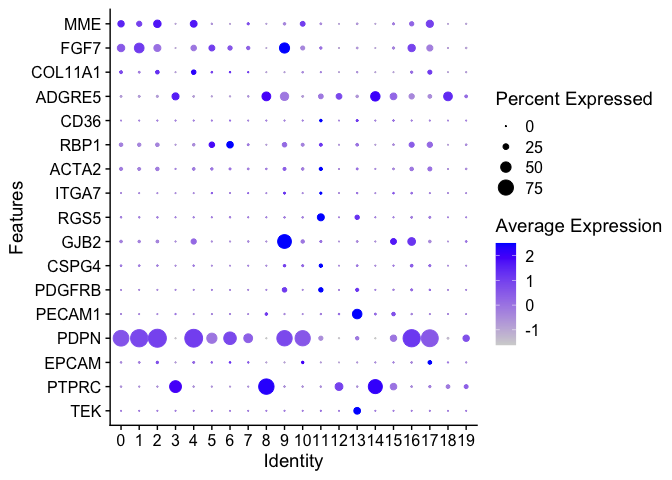 MME
FGF7
COL11A1
ADGRE5
CD36
RBP1
ACTA2
ITGA7
RGS5
GJB2
CSPG4
PDGFRB
PECAM1
PDPN
EPCAM
PTPRC
TEK
Features
0 1 2 3 4 5 6 7 8 9 10 11 12 13 14 15 16 17 18 19
Identity
Percent Expressed
0
25
50
75
Average Expression
2
1
0
-1